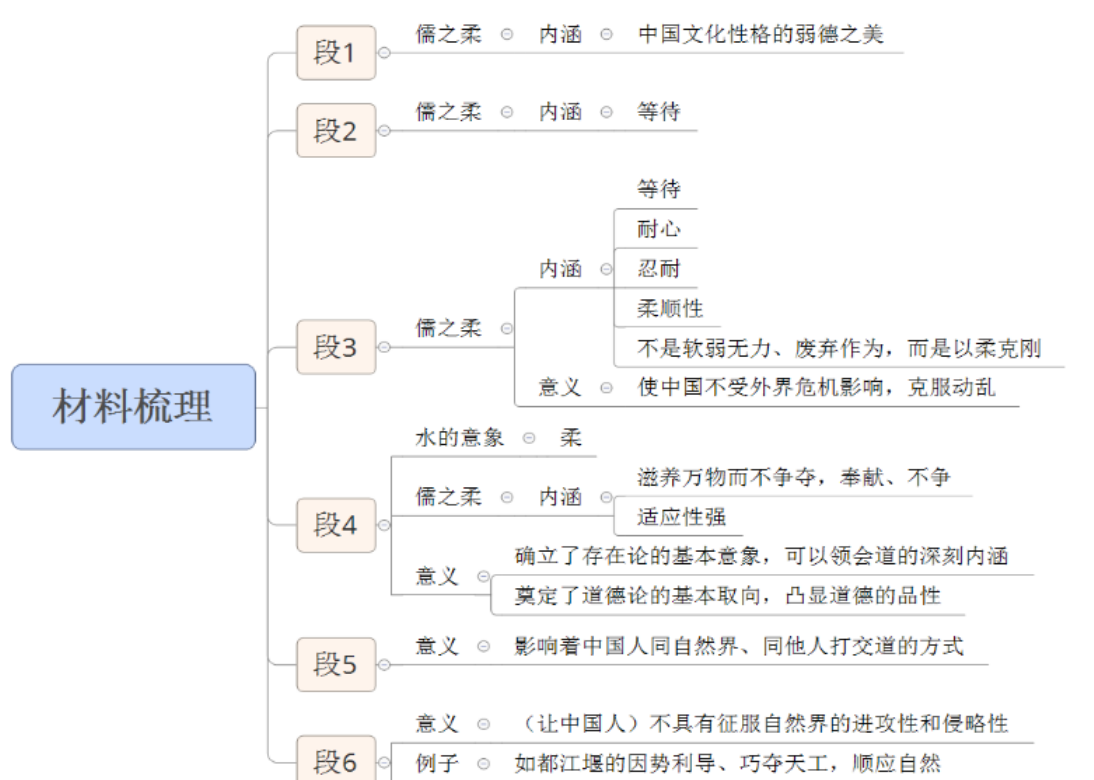 材料梳理
段1
儒之柔 内涵 中国文化性格的弱德之美
段2
儒之柔 内涵 等待
段3
儒之柔
内涵
等待
耐心
忍耐
柔顺性
不是软弱无力、废弃作为，而是以柔克刚
意义 使中国不受外界危机影响，克服动乱
段4
水的意象 柔
儒之柔 内涵
滋养万物而不争夺，奉献、不争
适应性强
意义
确立了存在论的基本意象，可以领会道的深刻内涵
奠定了道德论的基本取向，凸显道德的品性
段5
意义 影响着中国人同自然界、同他人打交道的方式
段6
意义 （让中国人）不具有征服自然界的进攻性和侵略性
例子 如都江堰的因势利导、巧夺天工，顺应自然